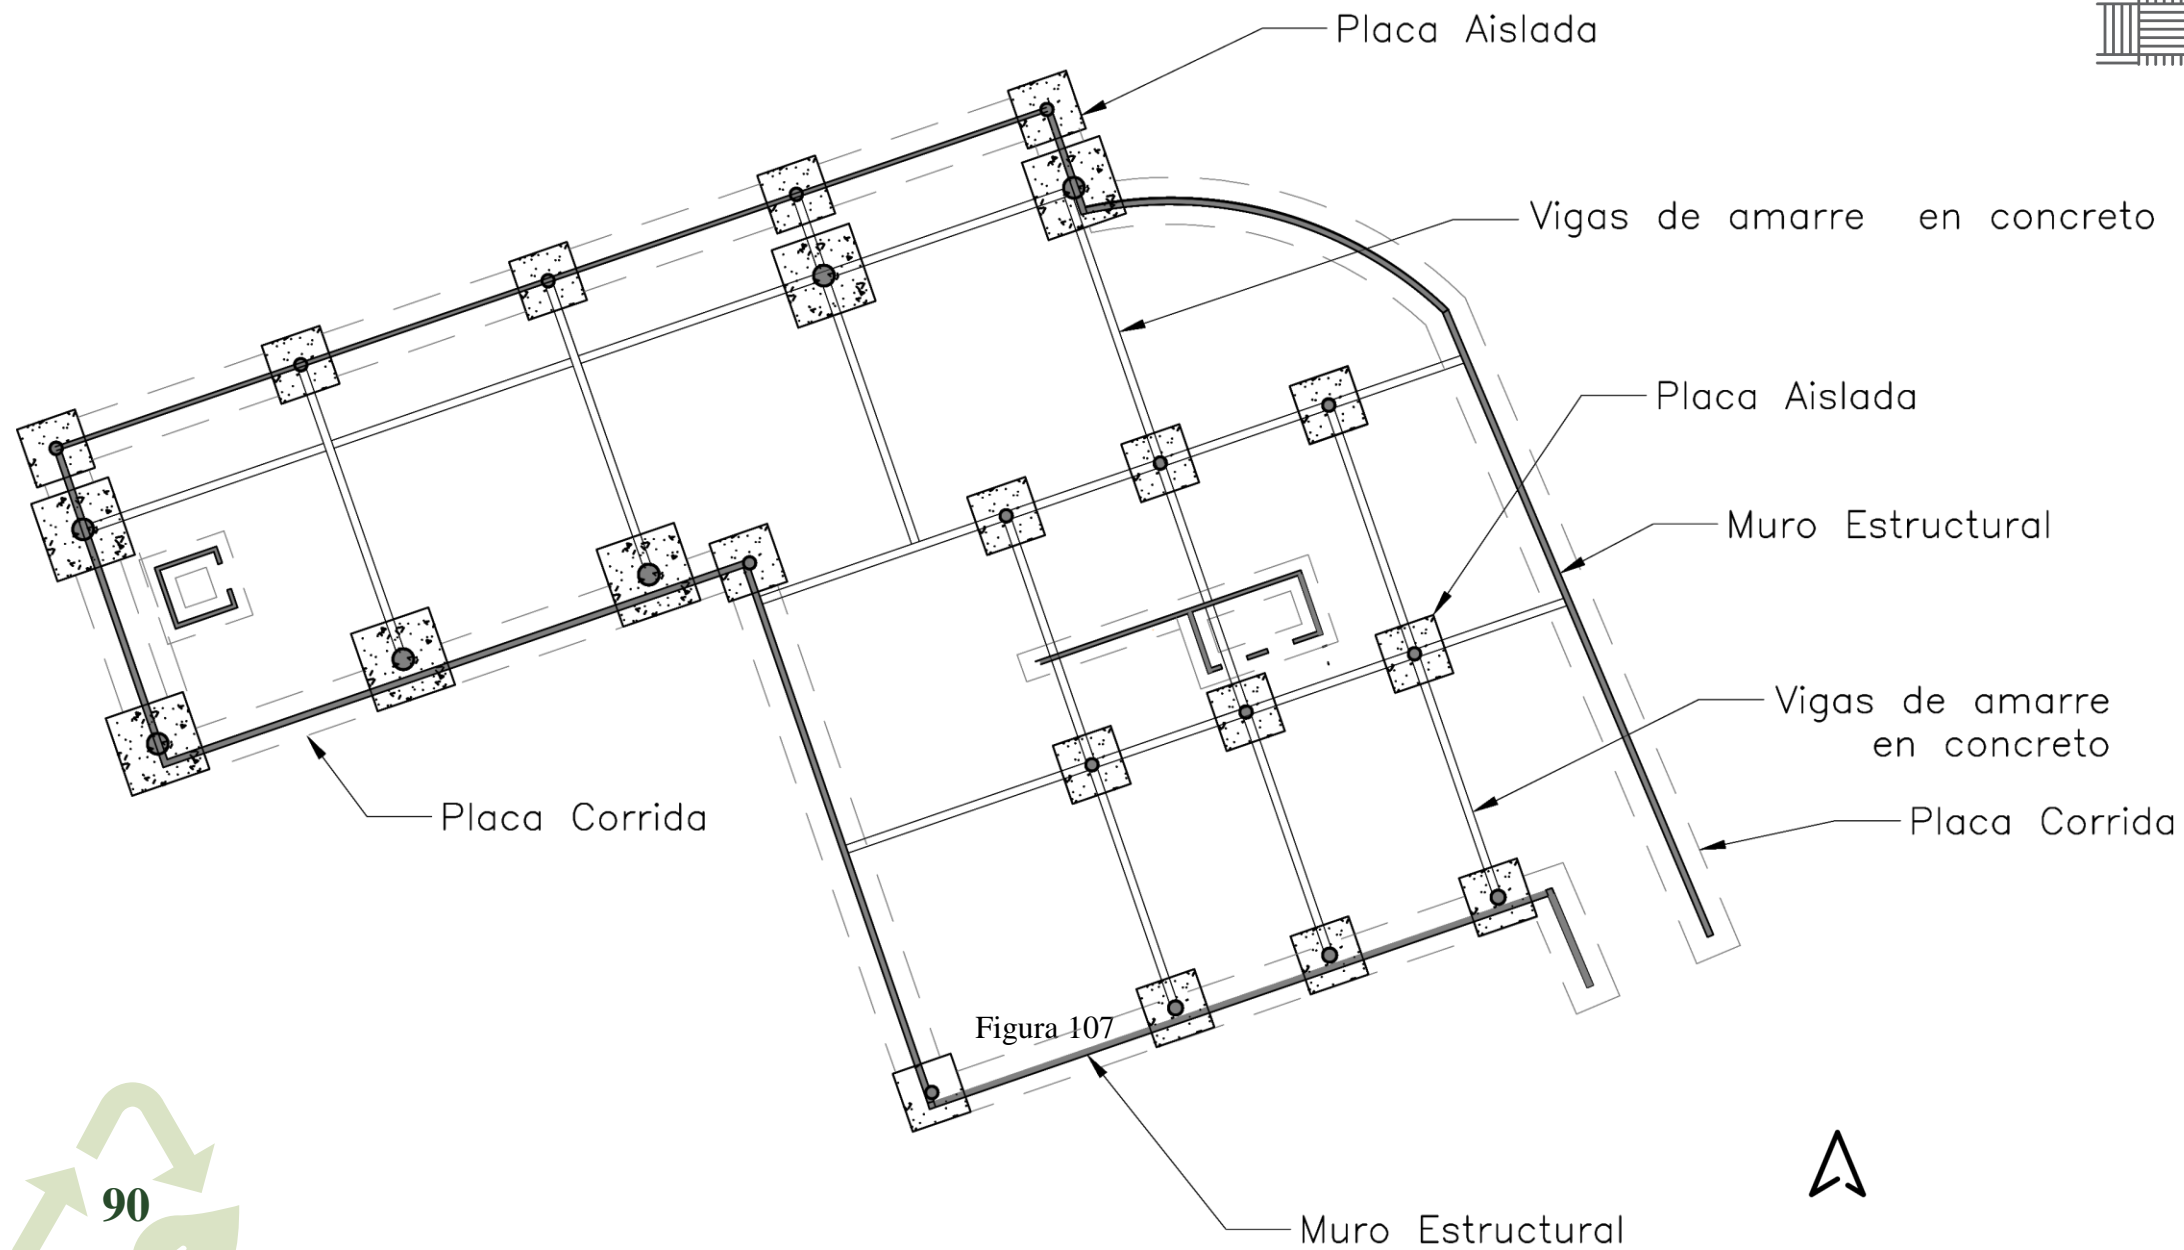 Placa Aislada
Vigas de amarre en concreto
Placa Aislada
Muro Estructural
Vigas de amarre
en concreto
Placa Corrida
Placa Corrida
Figura 107
90
Muro Estructural